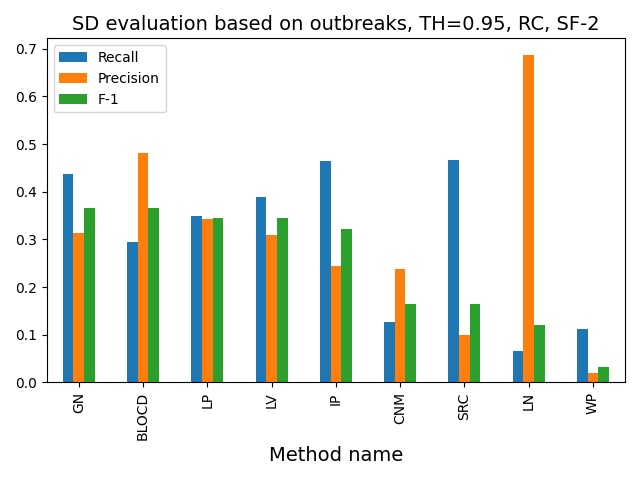 SD evaluation based on outbreaks, TH=0.95, RC, SF-2
Recall
Precision
F-1
0.7
0.6
0.5
0.4
0.3
0.2
0.1
0.0
GN
BLOCD
LP
LV
IP
CNM
SRC
LN
WP
Method name